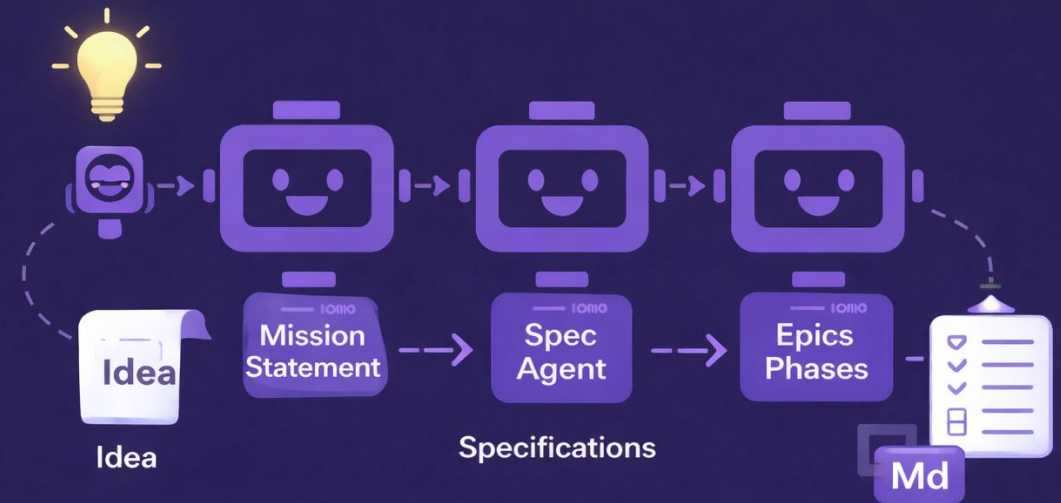 Idea
Mission
Statement
Spec
Agent
Epics
Phases
Idea
Specifications
Md